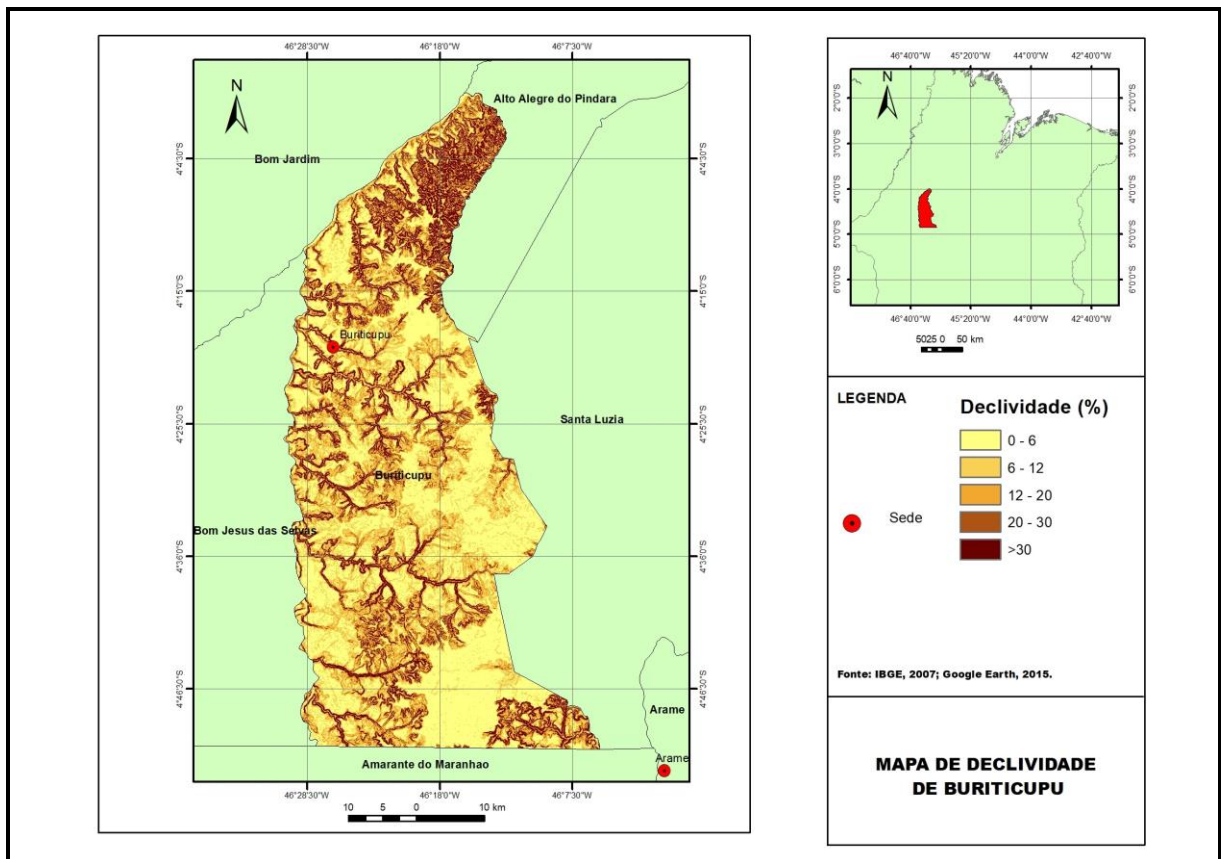 46°28'30"W 46°18'0"W 46°7'30"W
N
Alto Alegre do Pindara
Bom Jardim
4°4'30"S 4°4'30"S
4°15'0"S 4°15'0"S
Buriticupu
Santa Luzia
4°25'30"S 4°25'30"S
Buriticupu
Bom Jesus das Selvas
4°36'0"S 4°36'0"S
4°46'30"S 4°46'30"S
Arame
Arame
Amarante do Maranhao
46°28'30"W 46°18'0"W 46°7'30"W
10 5 0 10 km
46°40'0"W 45°20'0"W 44°0'0"W 42°40'0"W
N
2°0'0"S 2°0'0"S
3°0'0"S 3°0'0"S
4°0'0"S 4°0'0"S
5°0'0"S 5°0'0"S
6°0'0"S 6°0'0"S
46°40'0"W 45°20'0"W 44°0'0"W 42°40'0"W
5025 0 50 km
LEGENDA
Declividade (%)
0 - 6
6 - 12
12 - 20
20 - 30
>30
Sede
Fonte: IBGE, 2007; Google Earth, 2015.
MAPA DE DECLIVIDADE
DE BURITICUPU